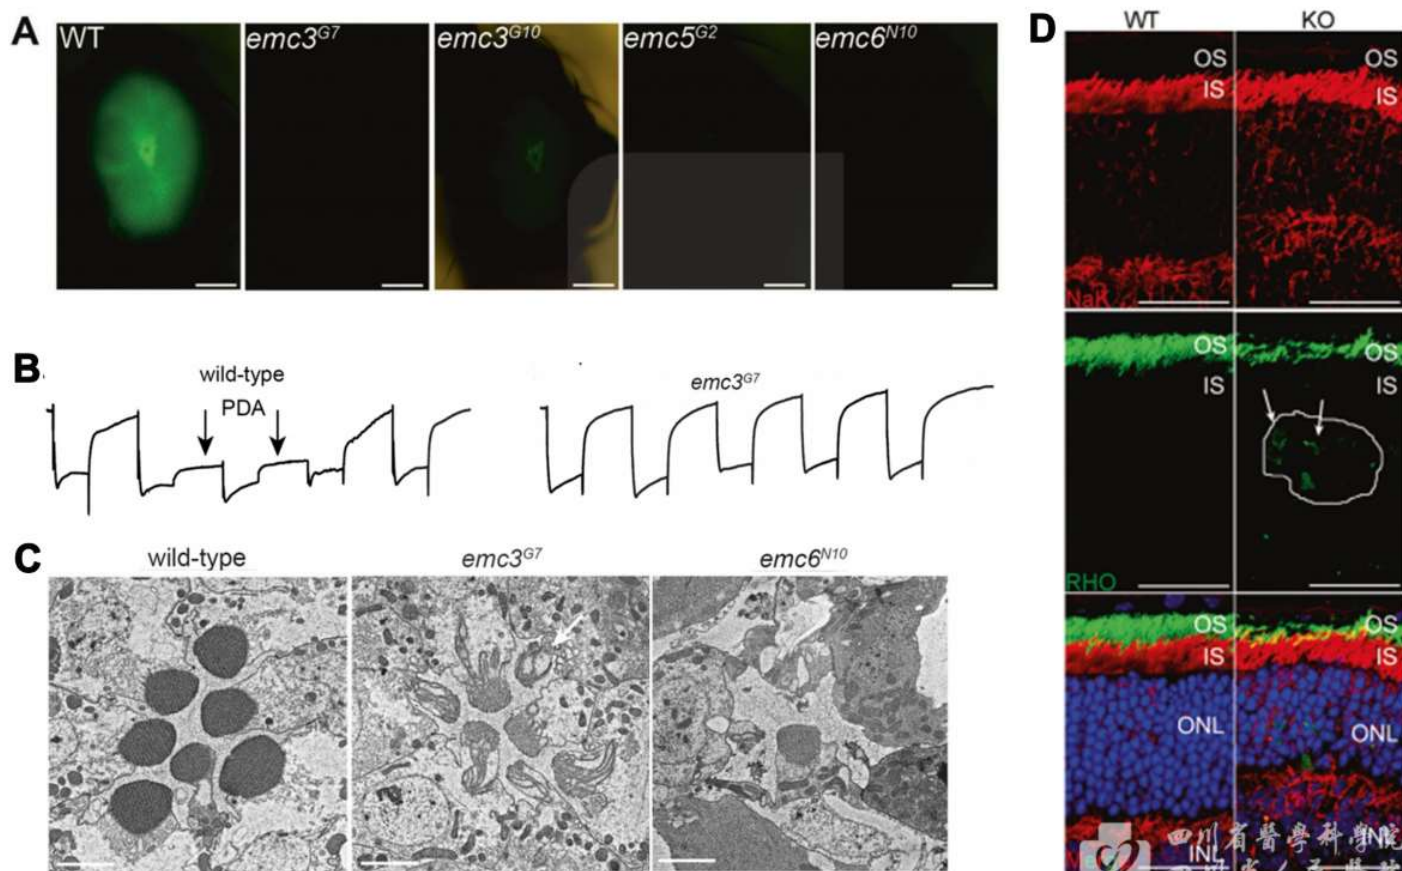 A
WT
emc3G7
emc3G10
emc5G2
emc6N10
B
wild-type
PDA
emc3G7
C
wild-type
emc3G7
emc6N10
D
WT
KO
OS
IS
OS
IS
NaK
OS
IS
OS
IS
RHO
OS
IS
ONL
INL
OS
IS
ONL
INL
四川省醫學科學院